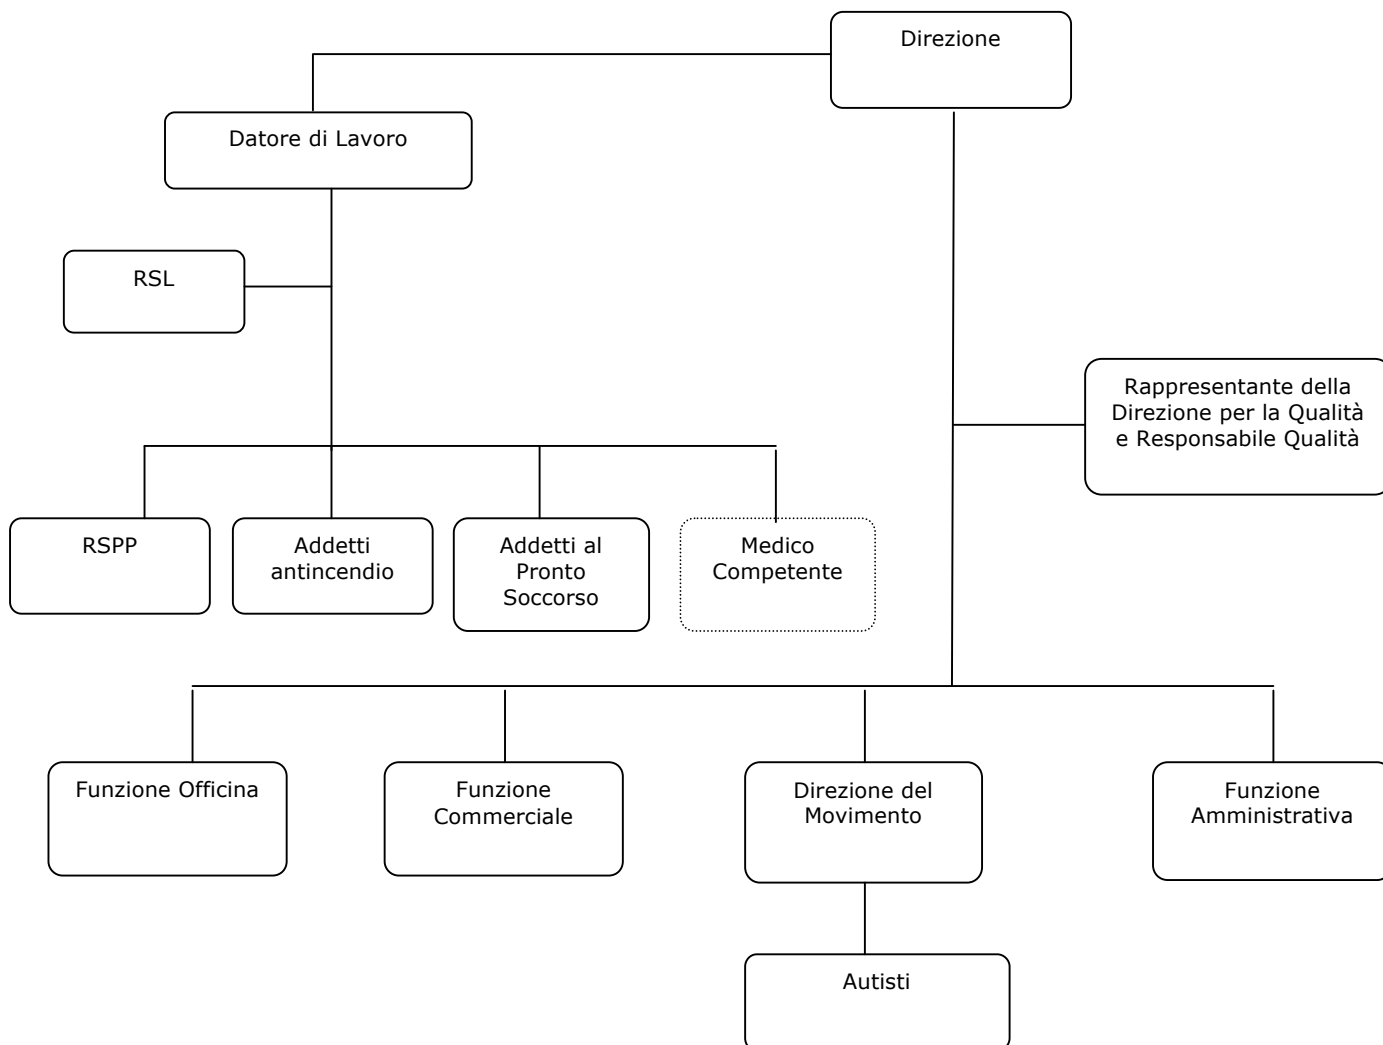 Direzione
Datore di Lavoro
RSL
Rappresentante della
Direzione per la Qualità
e Responsabile Qualità
RSPP
Addetti
antincendio
Addetti al
Pronto
Soccorso
Medico
Competente
Funzione Officina
Funzione
Commerciale
Direzione del
Movimento
Funzione
Amministrativa
Autisti